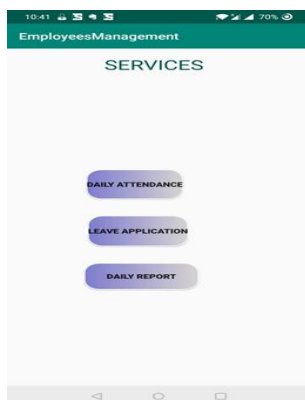 10:41 70%
EmployeesManagement
SERVICES
DAILY ATTENDANCE
LEAVE APPLICATION
DAILY REPORT